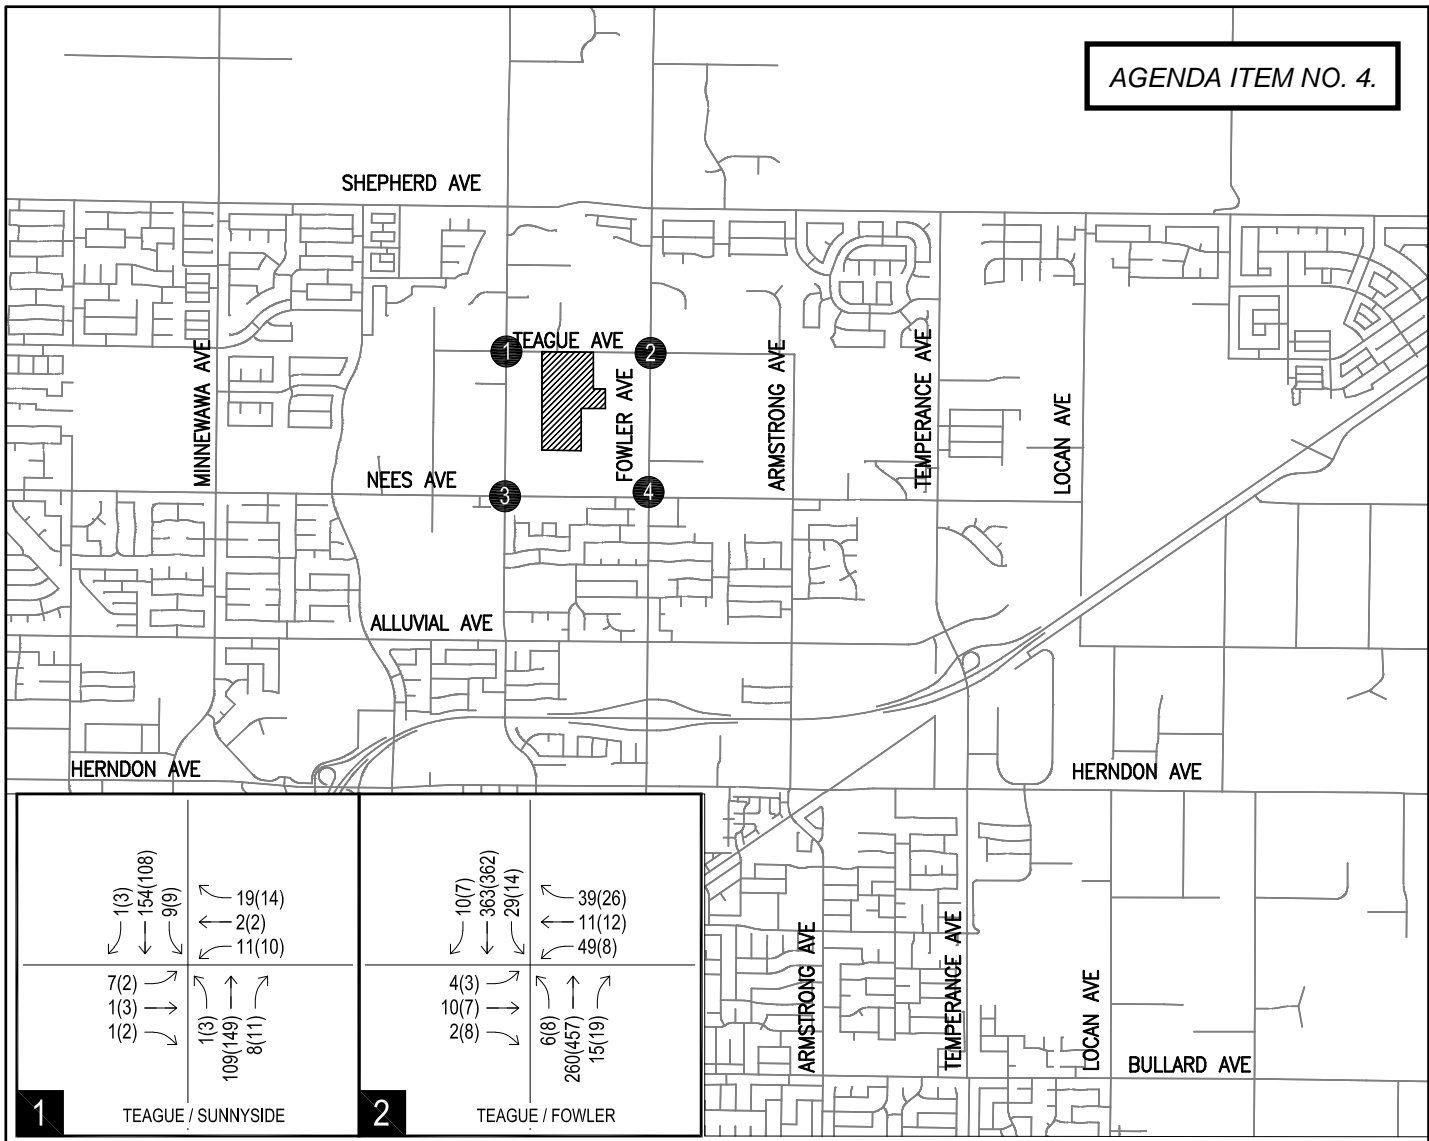 AGENDA ITEM NO. 4.
SHEPHERD AVE
TEAGUE AVE
1
2
MINNEWAWA AVE
FOWLER AVE
ARMSTRONG AVE
TEMPERANCE AVE
LOCAN AVE
NEES AVE
3
4
ALLUVIAL AVE
HERNDON AVE
HERNDON AVE
ARMSTRONG AVE
TEMPERANCE AVE
LOCAN AVE
BULLARD AVE
1(3)
154(108)
9(9)
19(14)
2(2)
11(10)
7(2)
1(3)
1(2)
1(3)
109(149)
8(11)
1
TEAGUE / SUNNYSIDE
10(7)
363(362)
29(14)
39(26)
11(12)
49(8)
4(3)
10(7)
2(8)
6(8)
260(457)
15(19)
2
TEAGUE / FOWLER